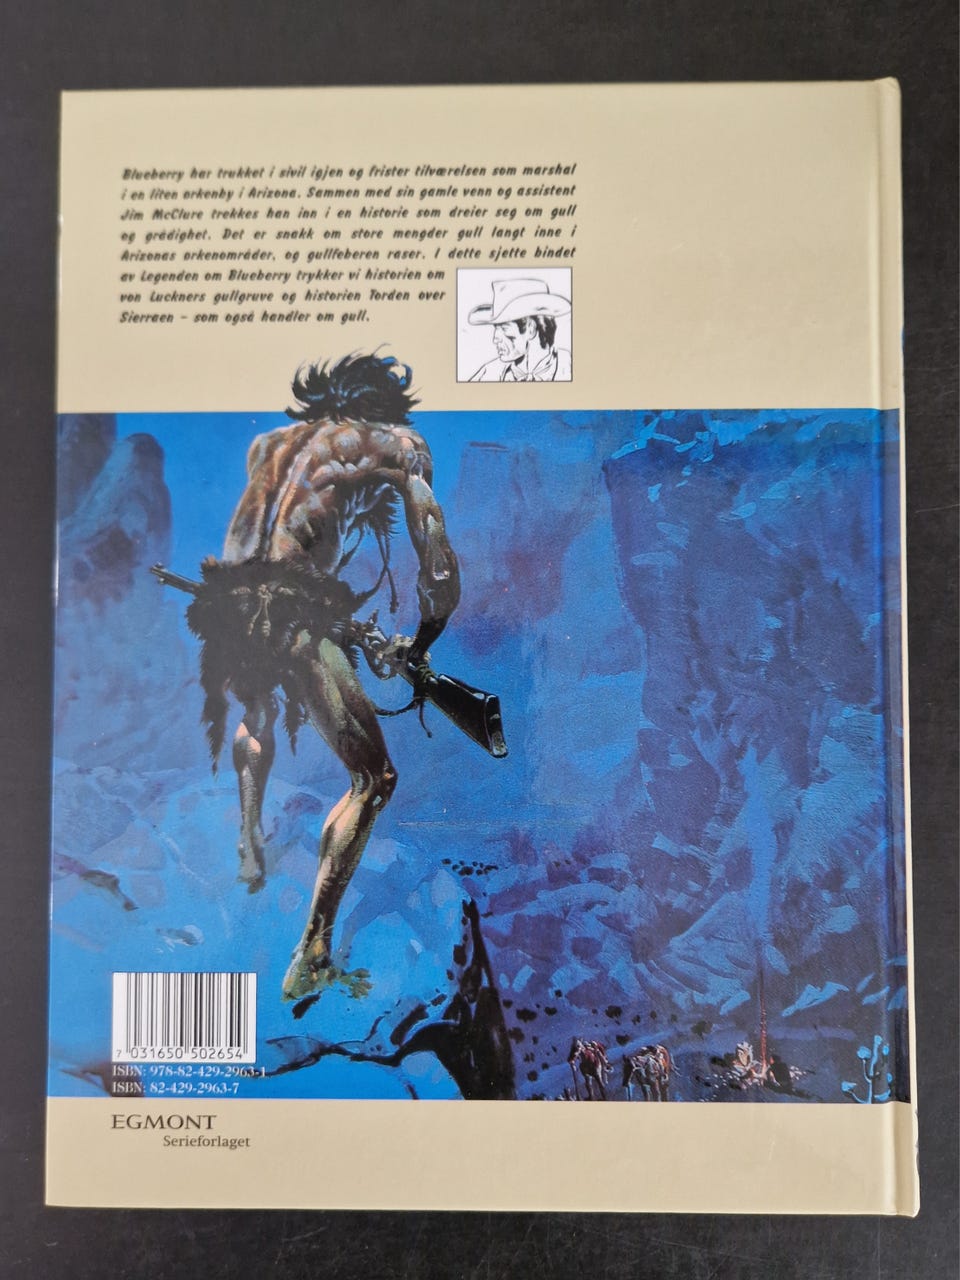 Blueberry har trukket i sivil igjen og frister tilværelsen som marshal
i en liten ørkenby i Arizona. Sammen med sin gamle venn og assistent
Jim McClure trekkes han inn i en historie som dreier seg om gull
og grådighet. Det er snakk om store mengder gull langt inne i
Arizonas ørkenområder, og gullfeberen raser. I dette sjette bindet
av Legenden om Blueberry trykker vi historien om
von Luckners gullgruve og historien Torden over
Sierraen – som også handler om gull.
7 031650 502654
ISBN: 978-82-429-2963-1
ISBN: 82-429-2963-7
EGMONT
Serieforlaget